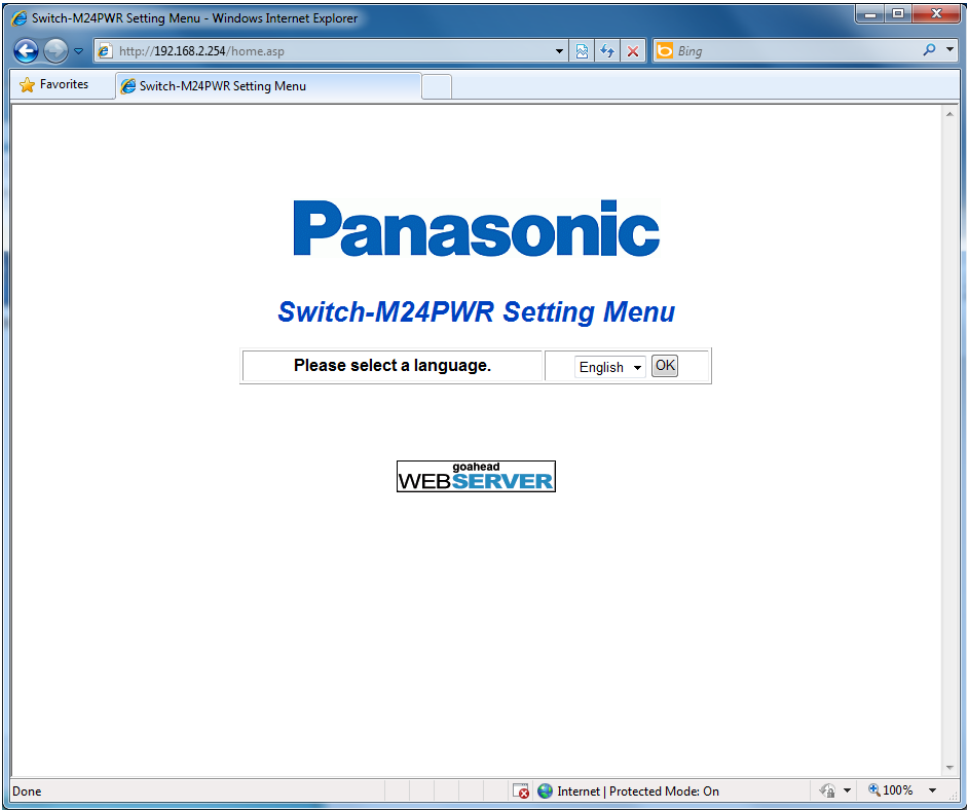 Switch-M24PWR Setting Menu - Windows Internet Explorer
http://192.168.2.254/home.asp
Bing
Favorites
Switch-M24PWR Setting Menu
Panasonic
Switch-M24PWR Setting Menu
Please select a language.
English
OK
goahead
WEBSERVER
Done
Internet | Protected Mode: On
100%